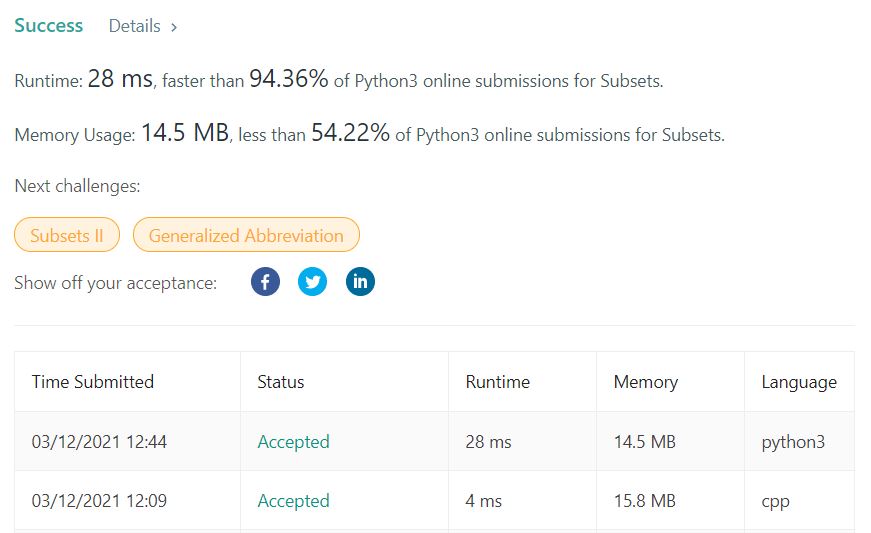 Success Details >
Runtime: 28 ms, faster than 94.36% of Python3 online submissions for Subsets.
Memory Usage: 14.5 MB, less than 54.22% of Python3 online submissions for Subsets.
Next challenges:
Subsets II Generalized Abbreviation
Show off your acceptance: f in
Time Submitted Status Runtime Memory Language
03/12/2021 12:44 Accepted 28 ms 14.5 MB python3
03/12/2021 12:09 Accepted 4 ms 15.8 MB cpp